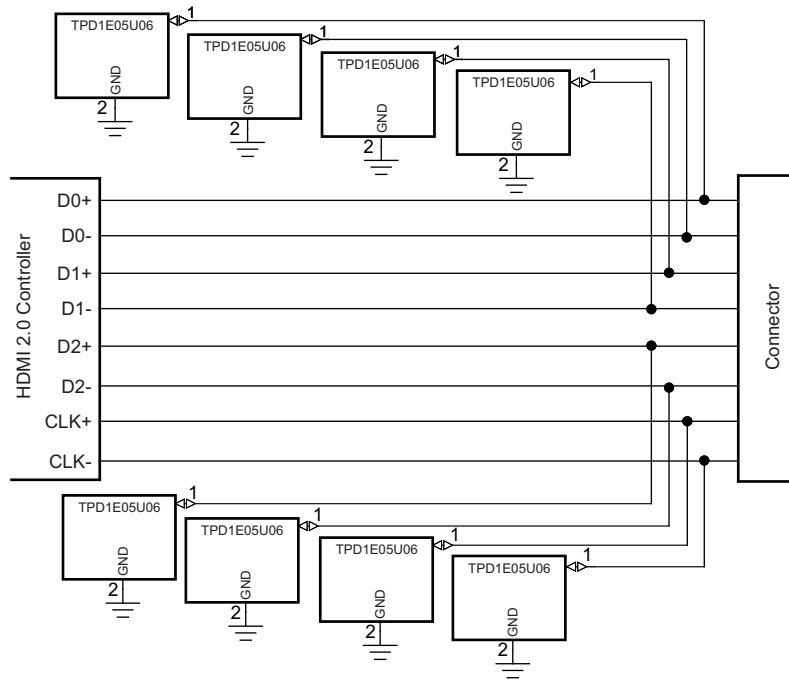 TPD1E05U06
1
GND
2
TPD1E05U06
1
GND
2
TPD1E05U06
1
GND
2
TPD1E05U06
1
GND
2
HDMI 2.0 Controller
D0+
D0-
D1+
D1-
D2+
D2-
CLK+
CLK-
Connector
TPD1E05U06
1
GND
2
TPD1E05U06
1
GND
2
TPD1E05U06
1
GND
2
TPD1E05U06
1
GND
2